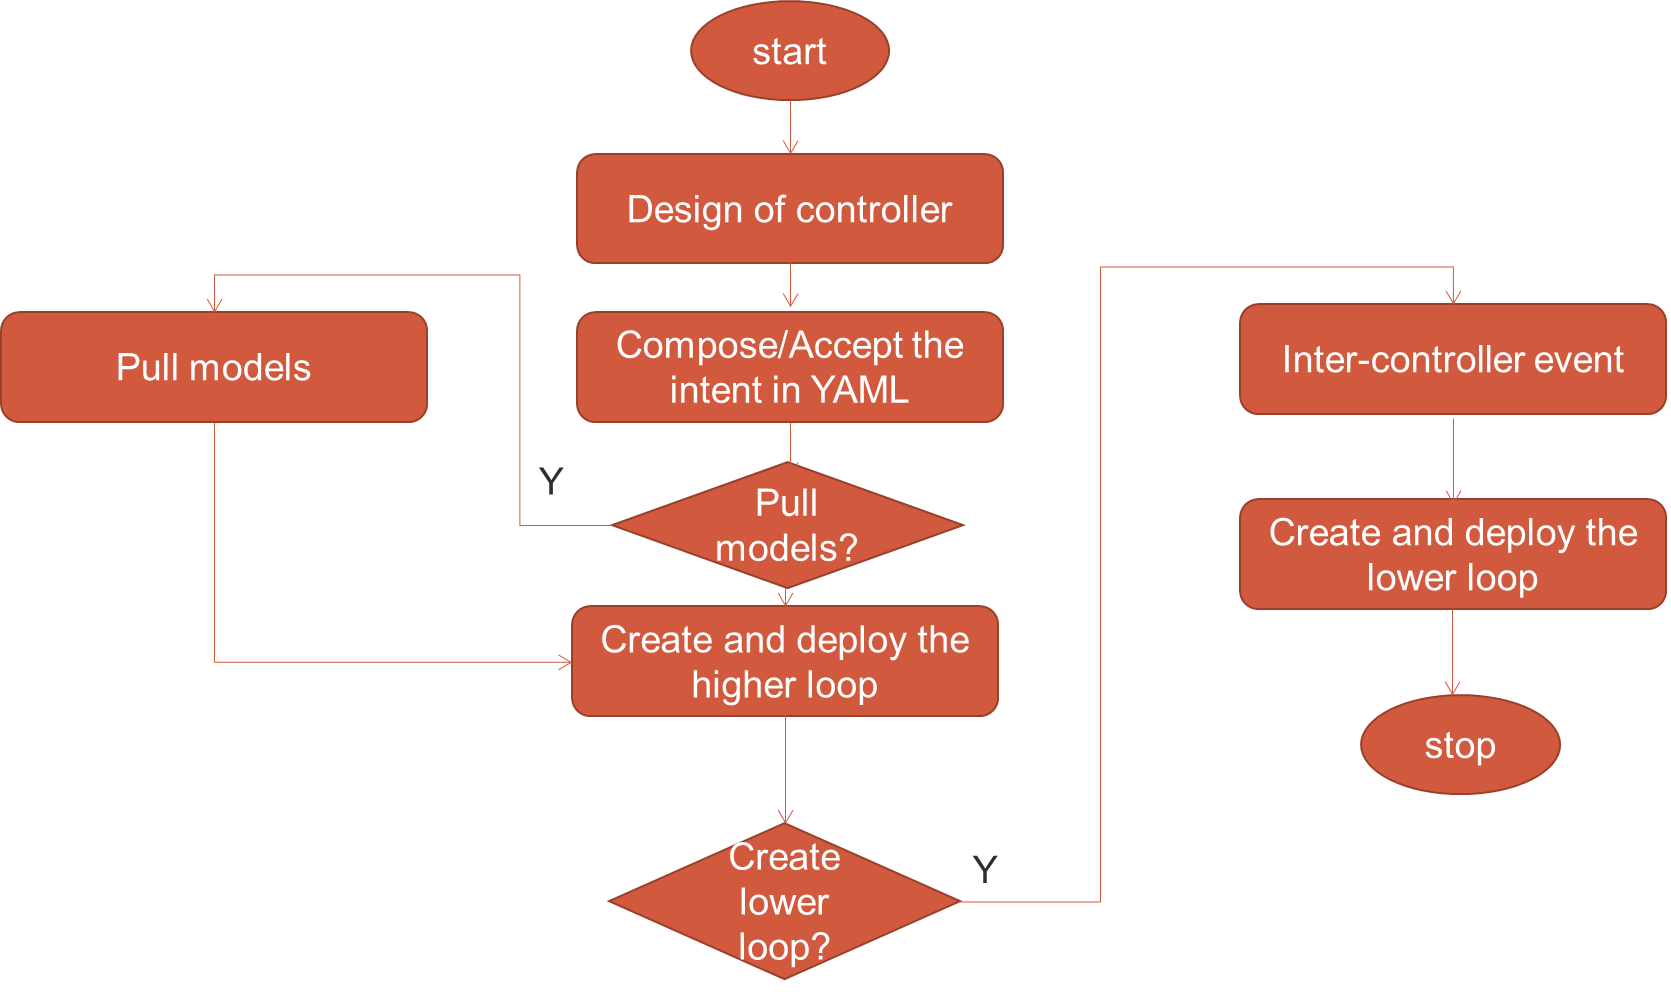 start
Design of controller
Compose/Accept the
intent in YAML
Pull models
Y
Pull
models?
Create and deploy the
higher loop
Create
lower
loop?
Y
Inter-controller event
Create and deploy the
lower loop
stop